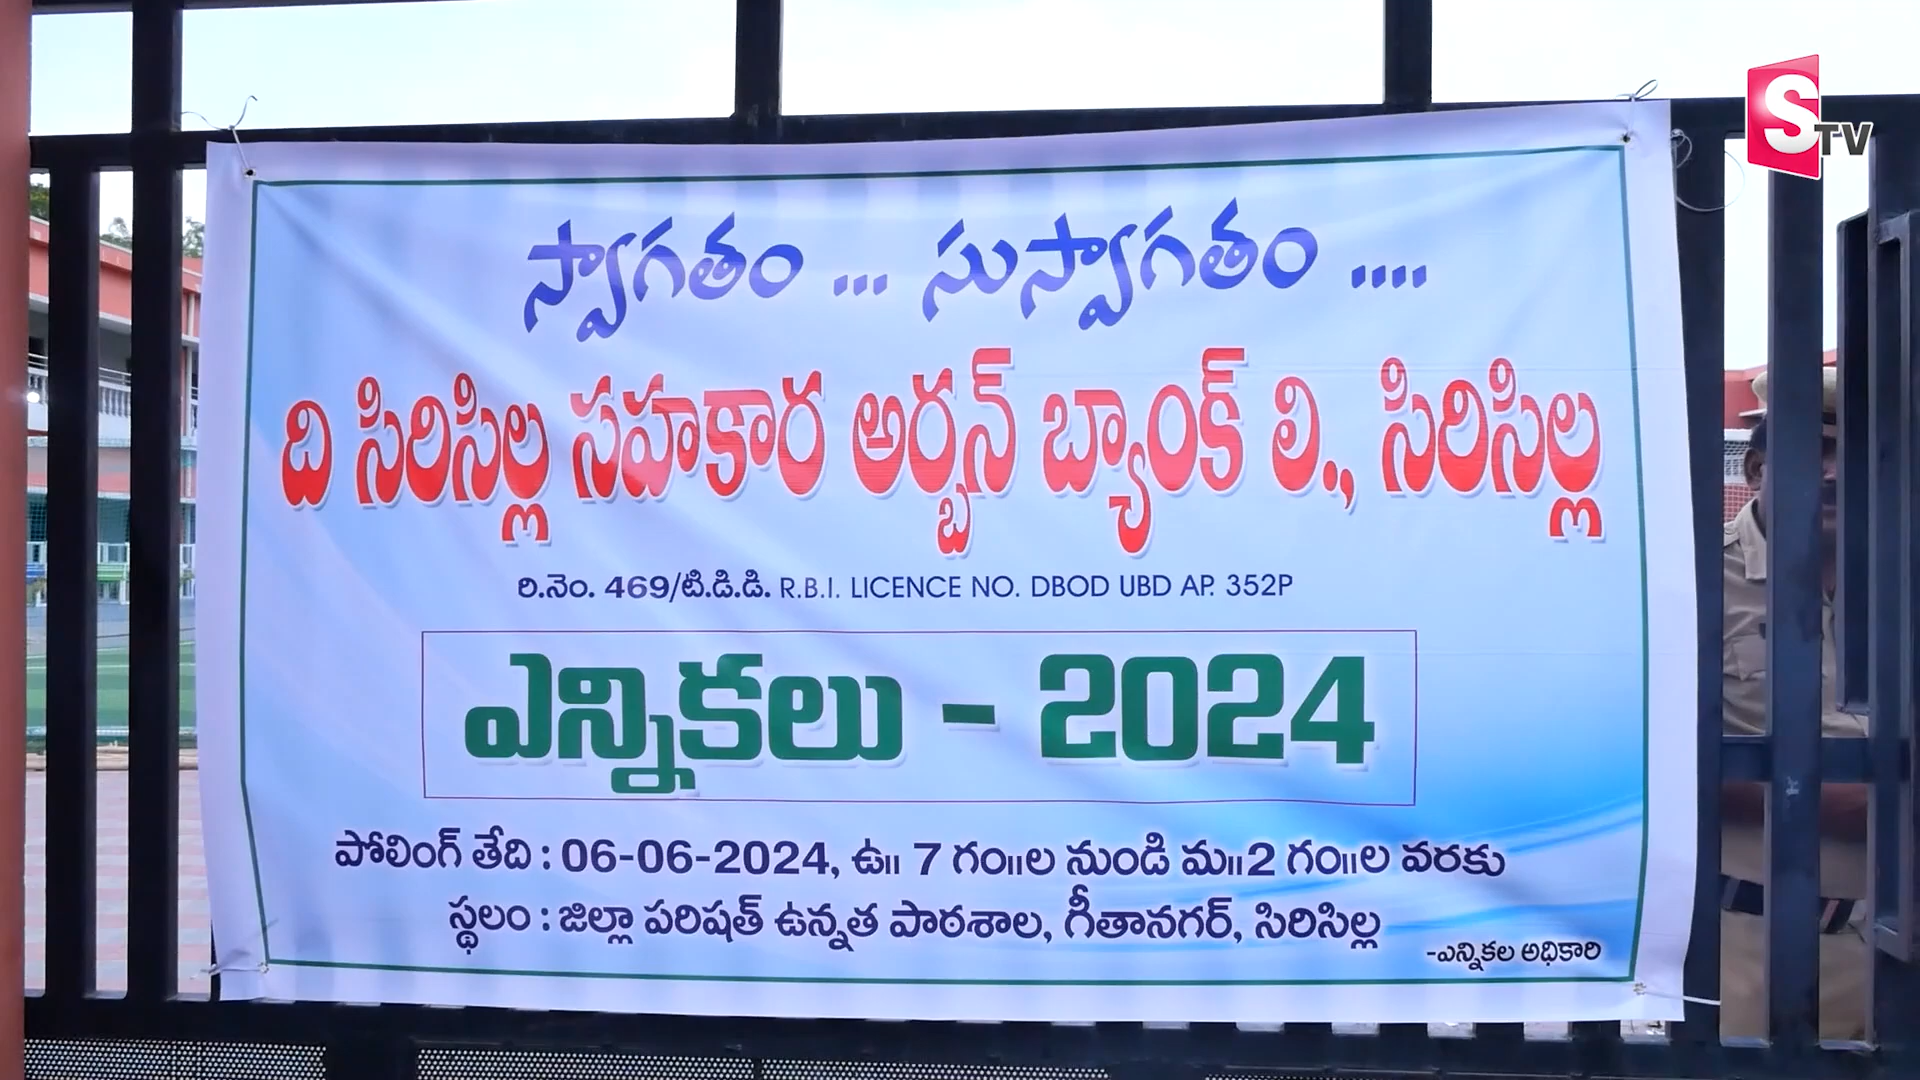 STV
స్వాగతం ... సుస్వాగతం ....
ది సిరిసిల్ల సహకార అర్బన్ బ్యాంక్ లి., సిరిసిల్ల
రి.నెం. 469/టి.డి.డి. R.B.I. LICENCE NO. DBOD UBD AP. 352P
ఎన్నికలు - 2024
పోలింగ్ తేది : 06-06-2024, ఉ॥ 7 గం॥ల నుండి మ॥2 గం॥ల వరకు
స్థలం : జిల్లా పరిషత్ ఉన్నత పాఠశాల, గీతానగర్, సిరిసిల్ల
-ఎన్నికల అధికారి